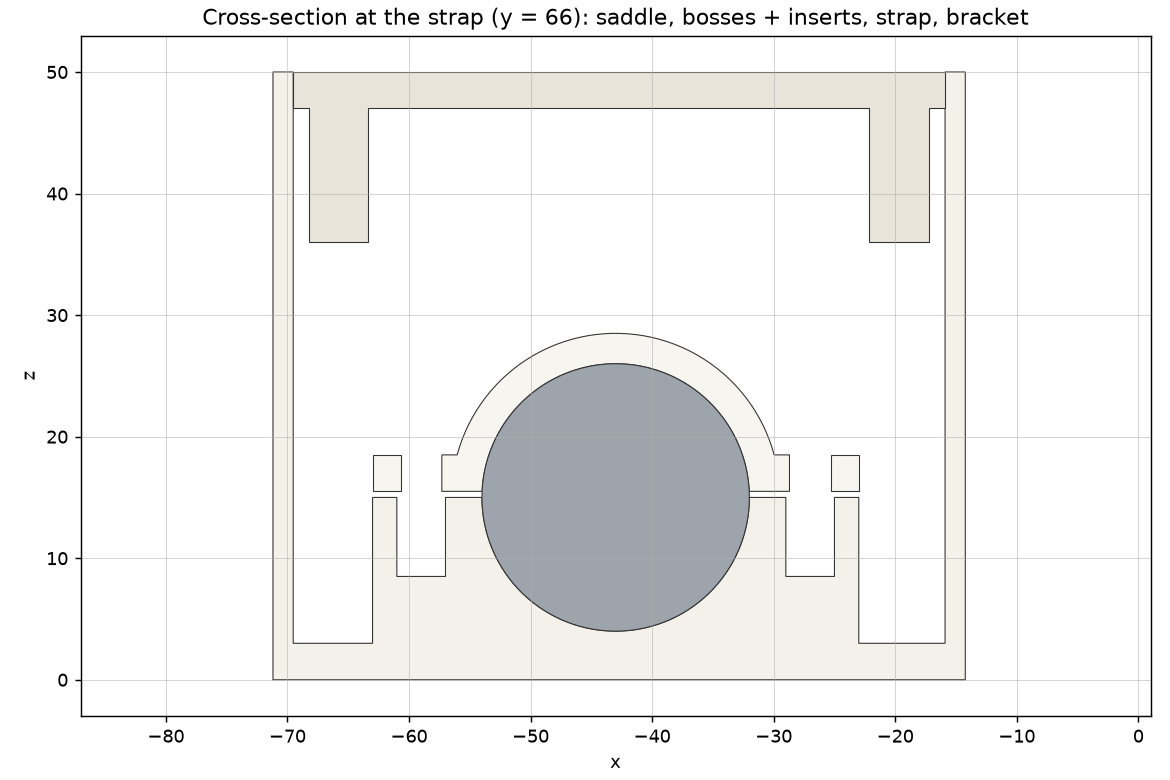 Cross-section at the strap (y = 66): saddle, bosses + inserts, strap, bracket
50
40
30
20
10
0
z
−80 −70 −60 −50 −40 −30 −20 −10 0
x